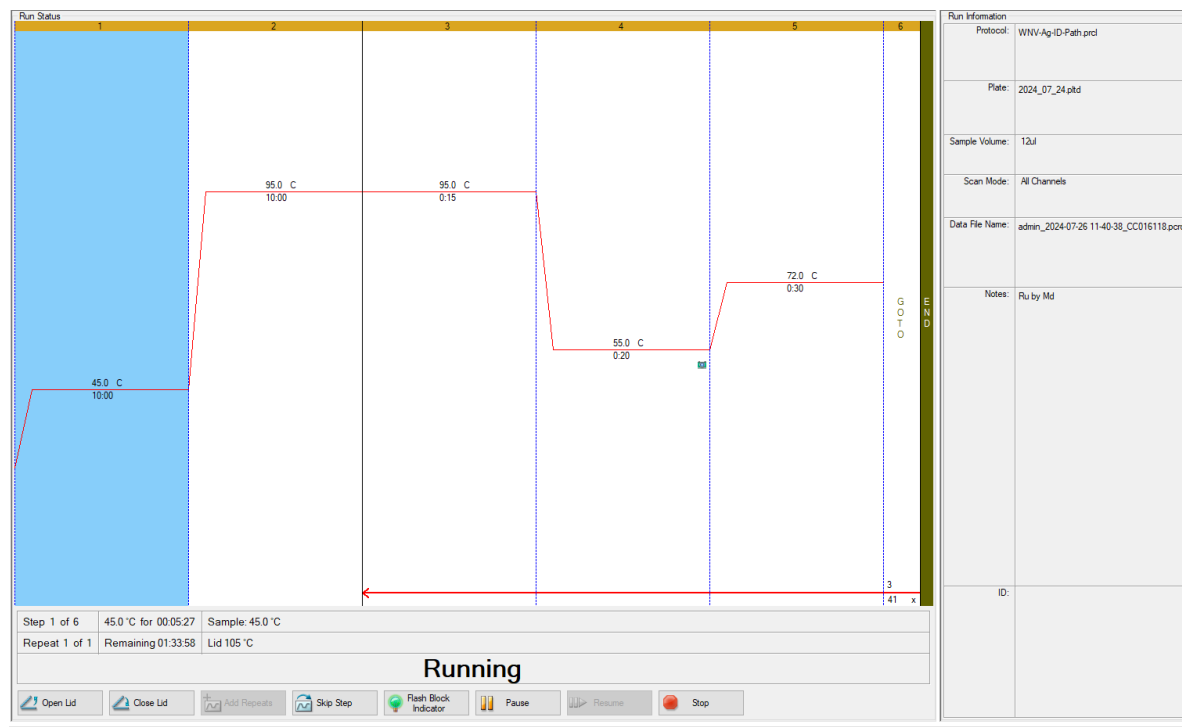 Run Status
1 2 3 4 5 6
95.0 C 95.0 C
10:00 0:15
72.0 C
0:30
GOTO END
55.0 C
0:20
45.0 C
10:00
3
41 x
Step 1 of 6 45.0 °C for 00:05:27 Sample: 45.0 °C
Repeat 1 of 1 Remaining 01:33:58 Lid 105 °C
Running
Open Lid Close Lid Add Repeats Skip Step Flash Block Indicator Pause Resume Stop
Run Information
Protocol: WNV-Ag-ID-Path.prcl
Plate: 2024_07_24.pltd
Sample Volume: 12ul
Scan Mode: All Channels
Data File Name: admin_2024-07-26 11-40-38_CC016118.pcrd
Notes: Ru by Md
ID: